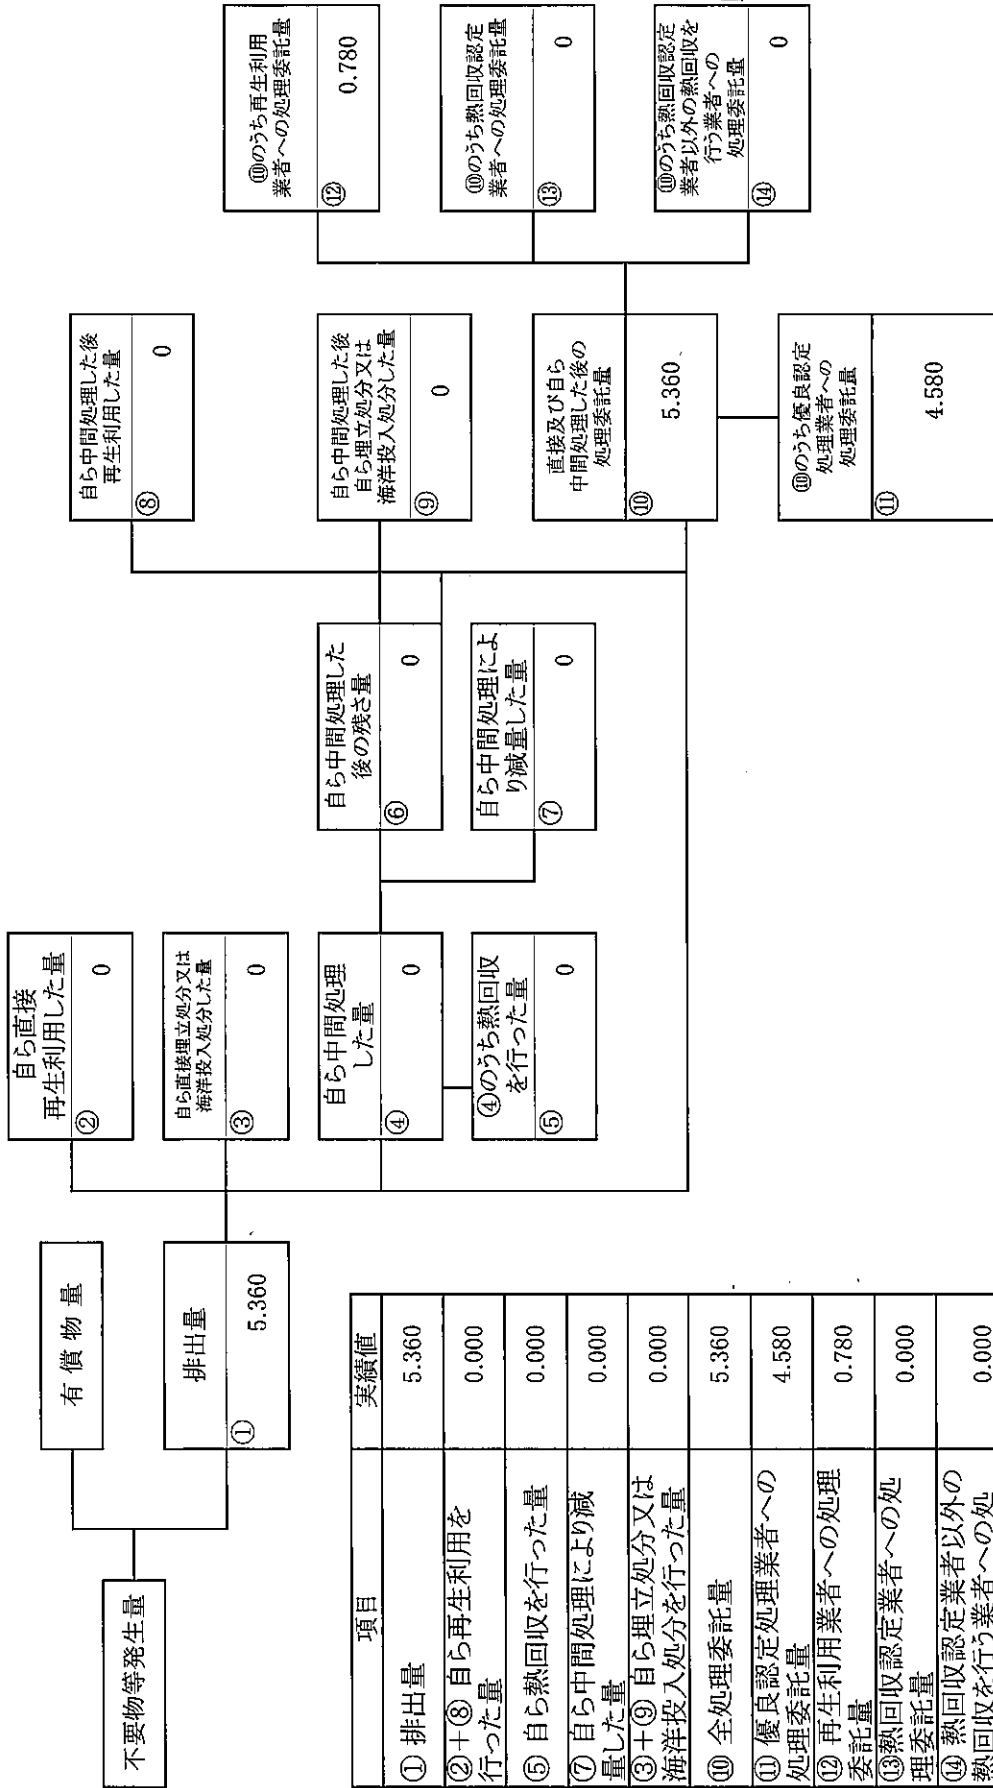 不要物等発生量
有償物量
排出量
①
5.360
自ら直接
再生利用した量
②
0
自ら直接埋立処分又は
海洋投入処分した量
③
0
自ら中間処理
した量
④
0
④のうち熱回収
を行った量
⑤
0
自ら中間処理した
後の残さ量
⑥
0
自ら中間処理によ
り減量した量
⑦
0
自ら中間処理した後
再生利用した量
⑧
0
自ら中間処理した後
自ら埋立処分又は
海洋投入処分した量
⑨
0
直接及び自ら
中間処理した後の
処理委託量
⑩
5.360
⑩のうち優良認定
処理業者への
処理委託量
⑪
4.580
⑩のうち再生利用
業者への処理委託量
⑫
0.780
⑩のうち熱回収認定
業者への処理委託量
⑬
0
⑩のうち熱回収認定
業者以外の熱回収を
行う業者への
処理委託量
⑭
0
項目 実績値
① 排出量 5.360
②+⑧ 自ら再生利用を
行った量 0.000
⑤ 自ら熱回収を行った量 0.000
⑦ 自ら中間処理により減
量した量 0.000
③+⑨ 自ら埋立処分又は
海洋投入処分を行った量 0.000
⑩ 全処理委託量 5.360
⑪ 優良認定処理業者への
処理委託量 4.580
⑫ 再生利用業者への処理
委託量 0.780
⑬熱回収認定業者への処
理委託量 0.000
⑭ 熱回収認定業者以外の
熱回収を行う業者への処 0.000